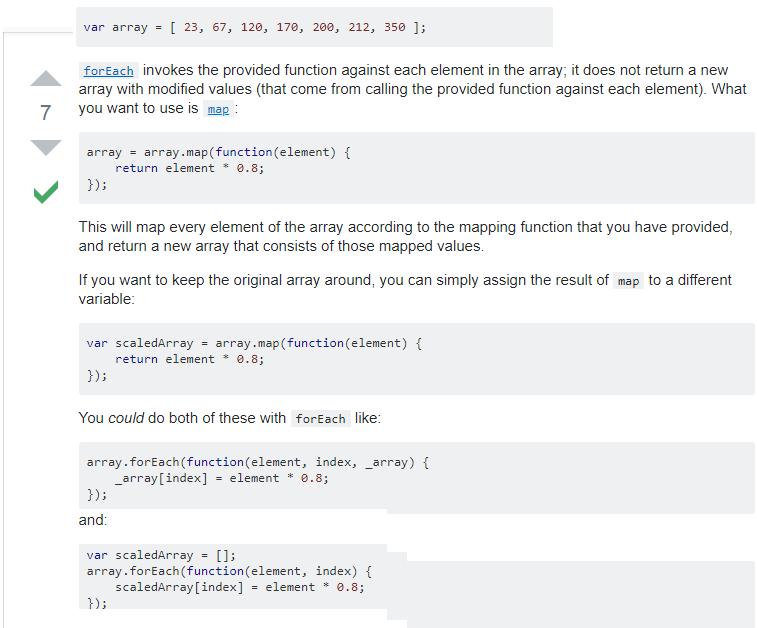 var array = [ 23, 67, 120, 170, 200, 212, 350 ];
forEach invokes the provided function against each element in the array; it does not return a new
array with modified values (that come from calling the provided function against each element). What
you want to use is map :
7
array = array.map(function(element) {
    return element * 0.8;
});
This will map every element of the array according to the mapping function that you have provided,
and return a new array that consists of those mapped values.
If you want to keep the original array around, you can simply assign the result of map to a different
variable:
var scaledArray = array.map(function(element) {
    return element * 0.8;
});
You could do both of these with forEach like:
array.forEach(function(element, index, _array) {
    _array[index] = element * 0.8;
});
and:
var scaledArray = [];
array.forEach(function(element, index) {
    scaledArray[index] = element * 0.8;
});